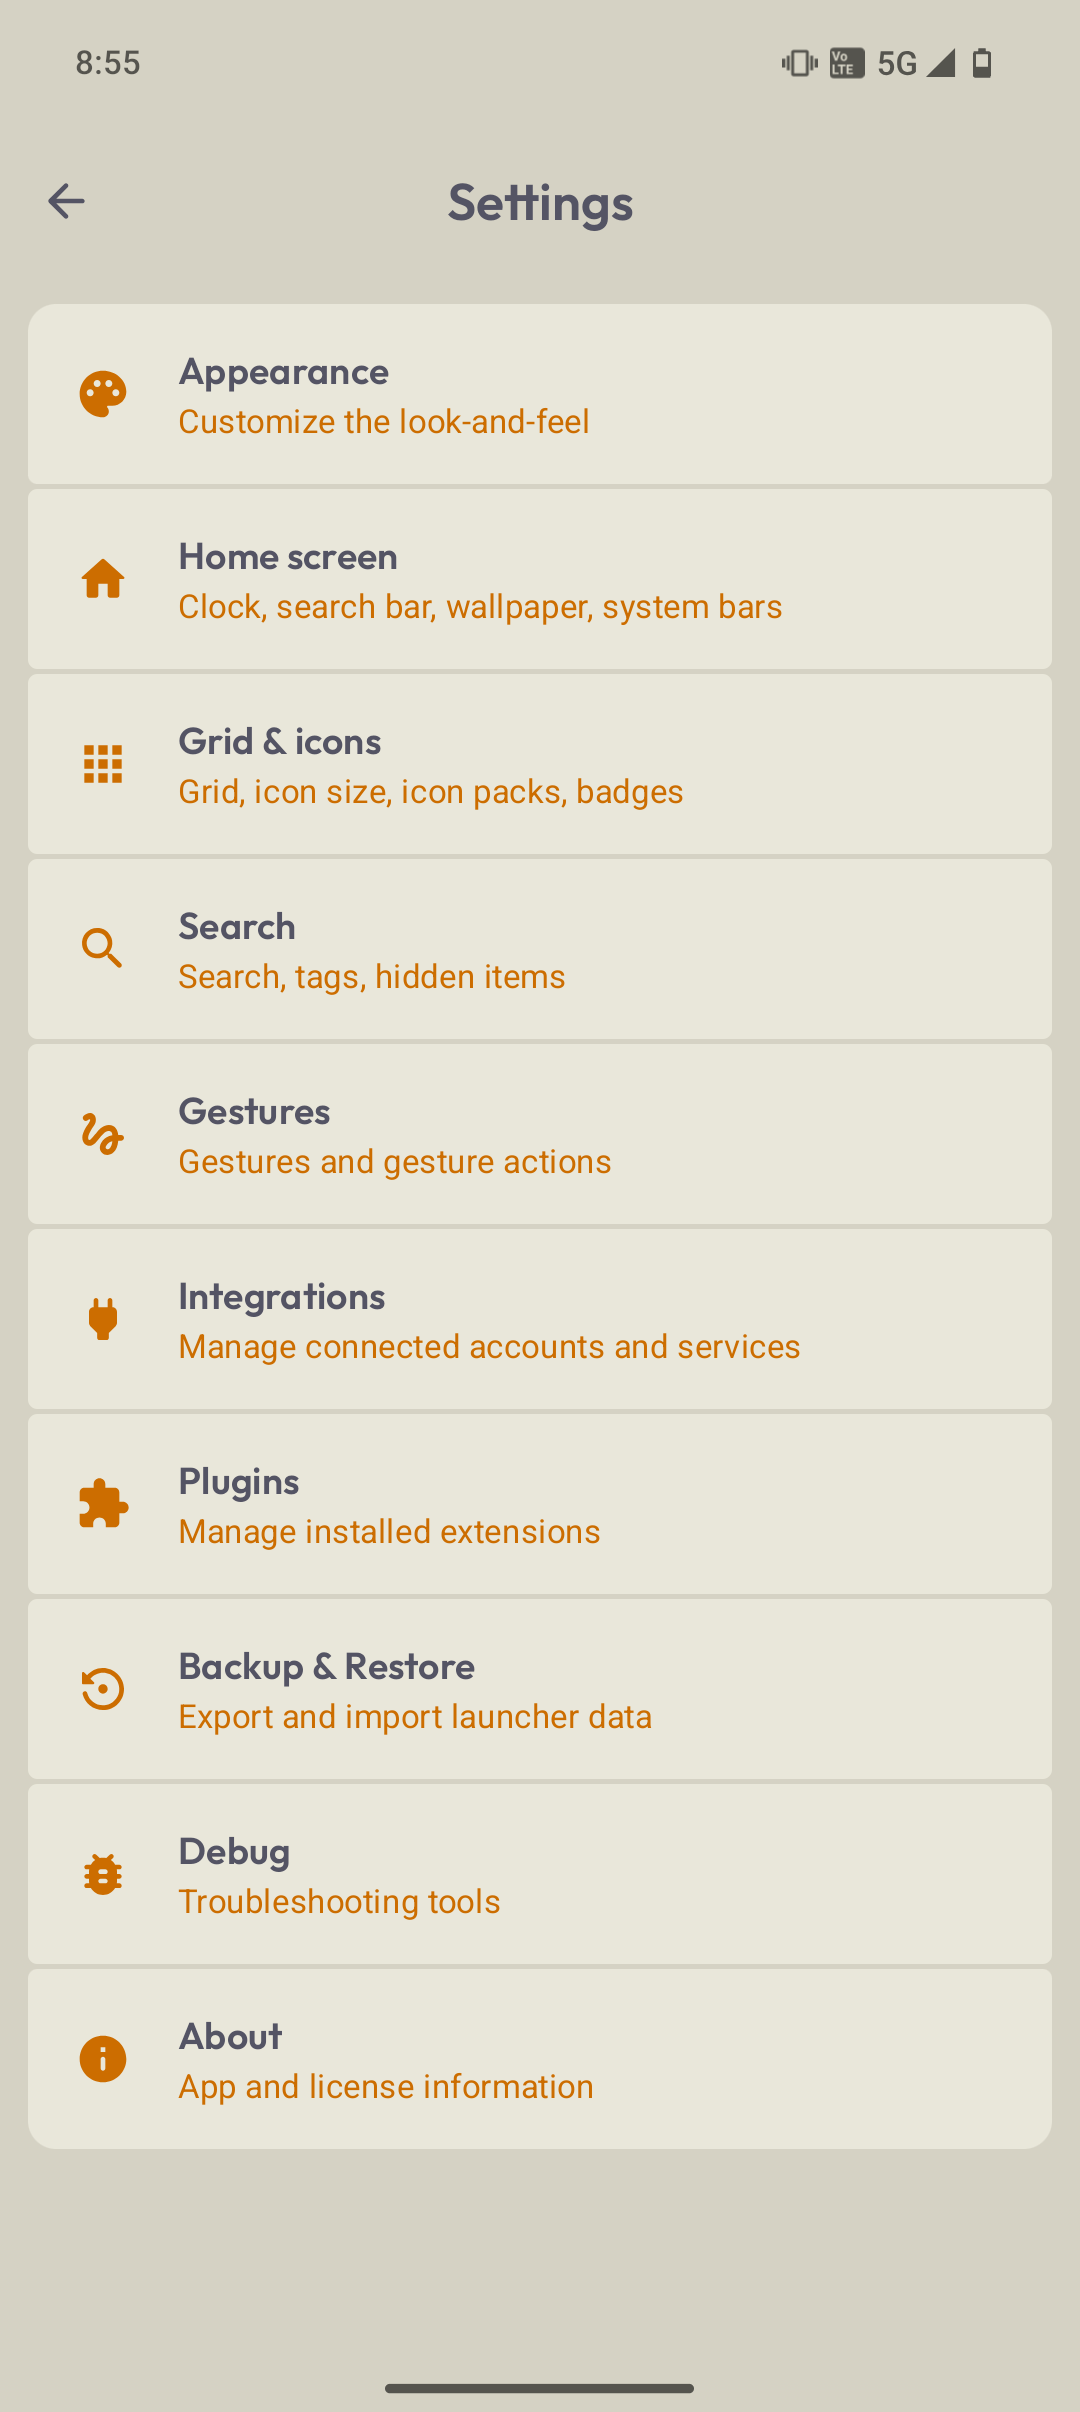 8:55
Vo LTE 5G
Settings
Appearance
Customize the look-and-feel
Home screen
Clock, search bar, wallpaper, system bars
Grid & icons
Grid, icon size, icon packs, badges
Search
Search, tags, hidden items
Gestures
Gestures and gesture actions
Integrations
Manage connected accounts and services
Plugins
Manage installed extensions
Backup & Restore
Export and import launcher data
Debug
Troubleshooting tools
About
App and license information